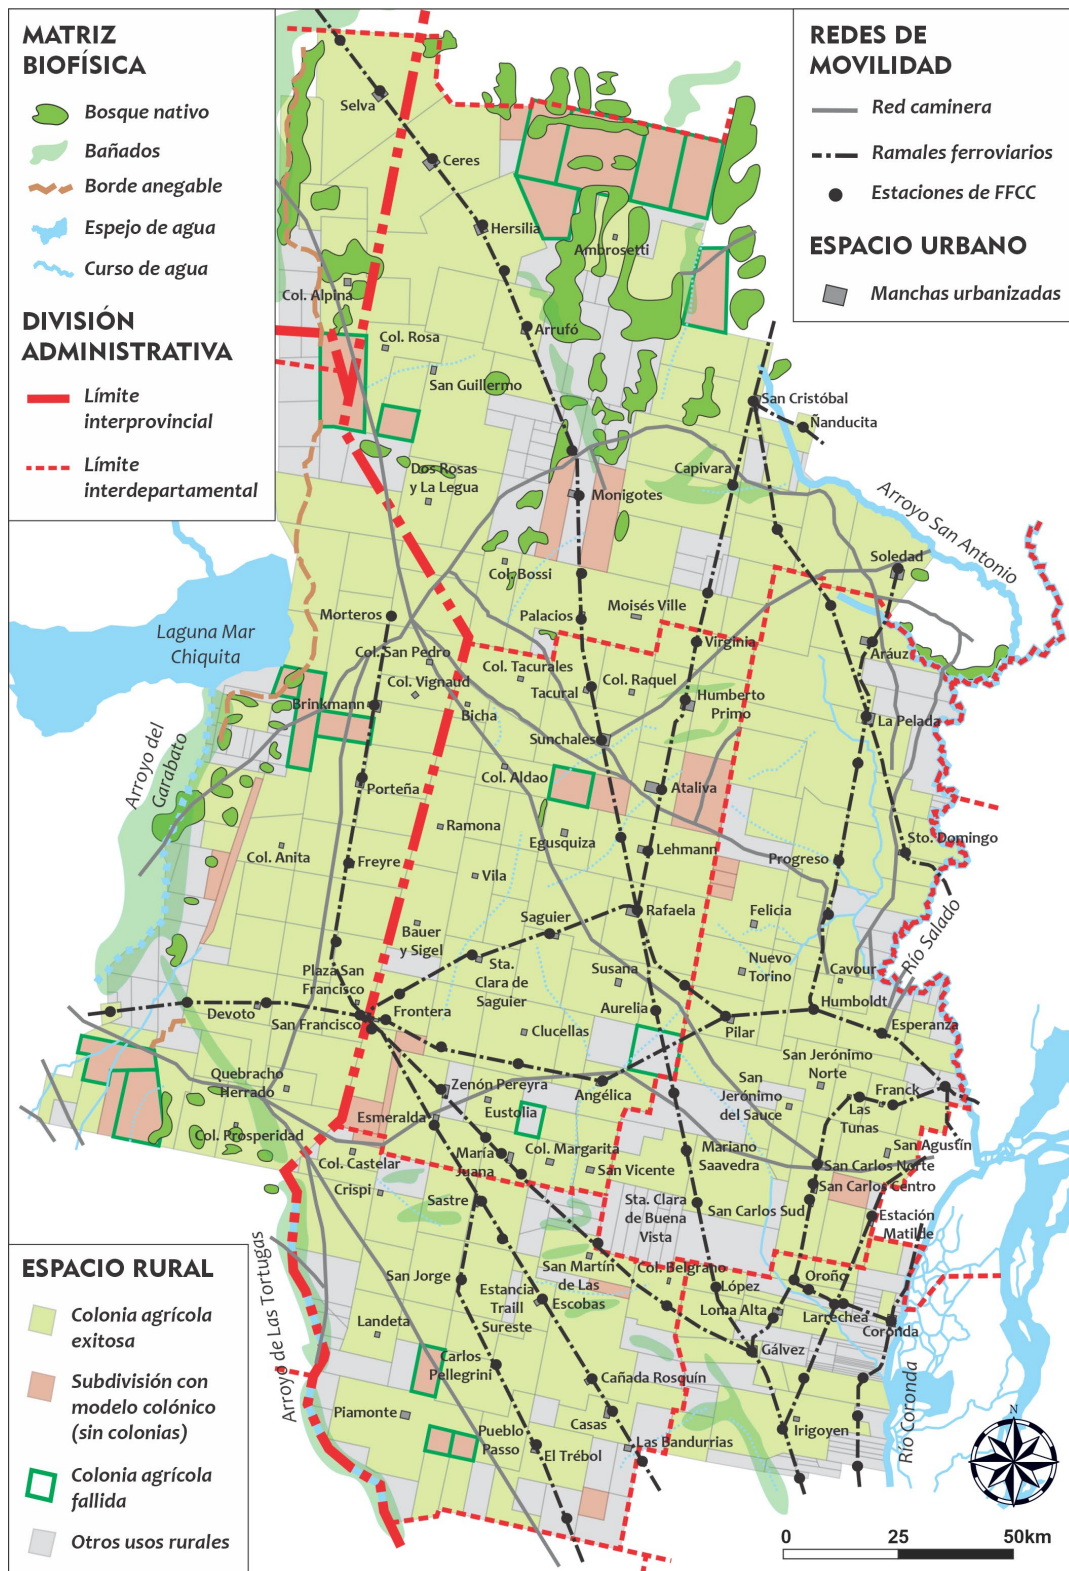 MATRIZ
BIOFÍSICA
Bosque nativo
Bañados
Borde anegable
Espejo de agua
Curso de agua
DIVISIÓN
ADMINISTRATIVA
Límite
interprovincial
Límite
interdepartamental
REDES DE
MOVILIDAD
Red caminera
Ramales ferroviarios
Estaciones de FFCC
ESPACIO URBANO
Manchas urbanizadas
Selva
Ceres
Hersilia
Ambrosetti
Col. Alpina
Arrufó
Col. Rosa
San Guillermo
San Cristóbal
Ñanducita
Dos Rosas
y La Legua
Capivara
Monigotes
Arroyo San Antonio
Soledad
Col. Bossi
Moisés Ville
Palacios
Morteros
Laguna Mar
Chiquita
Virginia
Aráuz
Col. San Pedro
Col. Tacurales
Col. Vignaud
Tacural
Col. Raquel
Humberto
Primo
Brinkmann
Bicha
La Pelada
Sunchales
Arroyo del
Garabato
Col. Aldao
Porteña
Ataliva
Ramona
Egusquiza
Sto. Domingo
Col. Anita
Freyre
Lehmann
Progreso
Vila
Saguier
Rafaela
Felicia
Bauer
y Sigel
Río Salado
Sta.
Clara de
Saguier
Susana
Nuevo
Torino
Cavour
Plaza San
Francisco
Devoto
San Francisco
Frontera
Aurelia
Humboldt
Clucellas
Pilar
Esperanza
San Jerónimo
Norte
Quebracho
Herrado
Zenón Pereyra
Angélica
San
Jerónimo
del Sauce
Franck
Las
Tunas
Esmeralda
Eustolia
Col. Prosperidad
María
Juana
Col. Margarita
Mariano
Saavedra
San Agustín
Col. Castelar
San Vicente
San Carlos Norte
Crispi
San Carlos Centro
Sastre
Sta. Clara
de Buena
Vista
San Carlos Sud
Estación
Matilde
Arroyo de Las Tortugas
San Jorge
San Martín
de Las
Escobas
Col. Belgrano
Oroño
Estancia
Traill
Sureste
López
Loma Alta
Larrechea
Coronda
Landeta
Gálvez
Carlos
Pellegrini
Cañada Rosquín
Río Coronda
Piamonte
Casas
Irigoyen
Pueblo
Passo
Las Bandurrias
El Trébol
ESPACIO RURAL
Colonia agrícola
exitosa
Subdivisión con
modelo colónico
(sin colonias)
Colonia agrícola
fallida
Otros usos rurales
N
0 25 50km